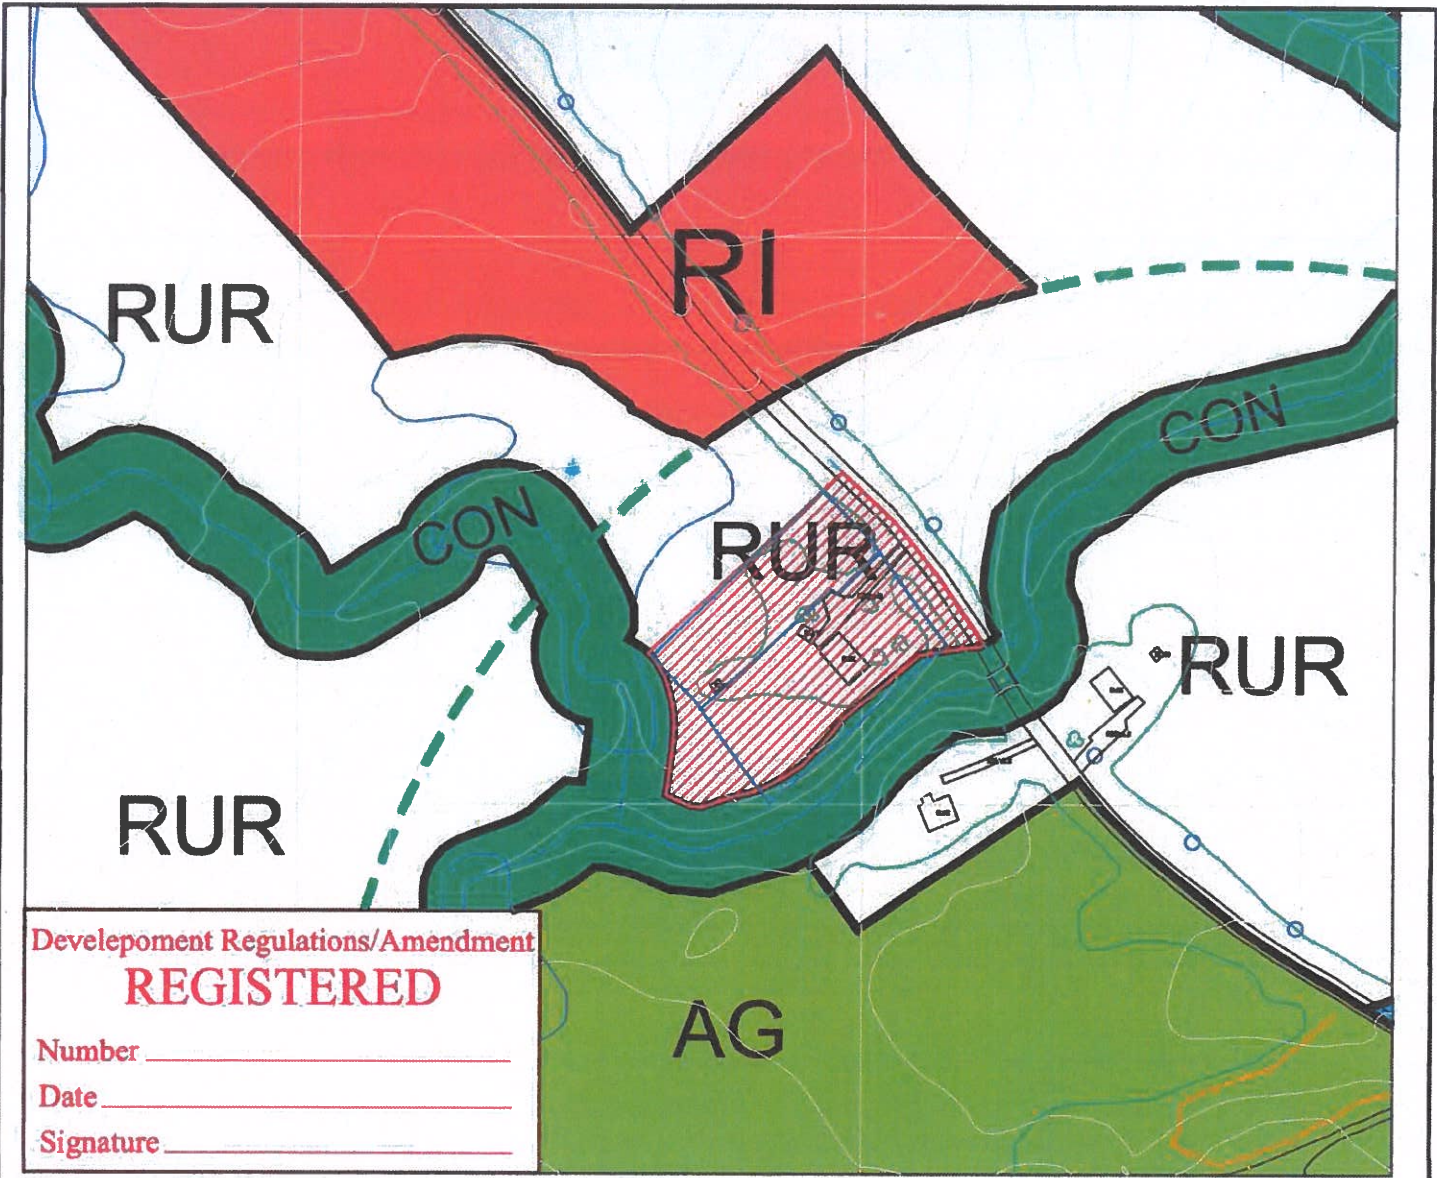 RI
RUR
CON
CON
RUR
RUR
RUR
AG
Develepoment Regulations/Amendment
REGISTERED
Number
Date
Signature